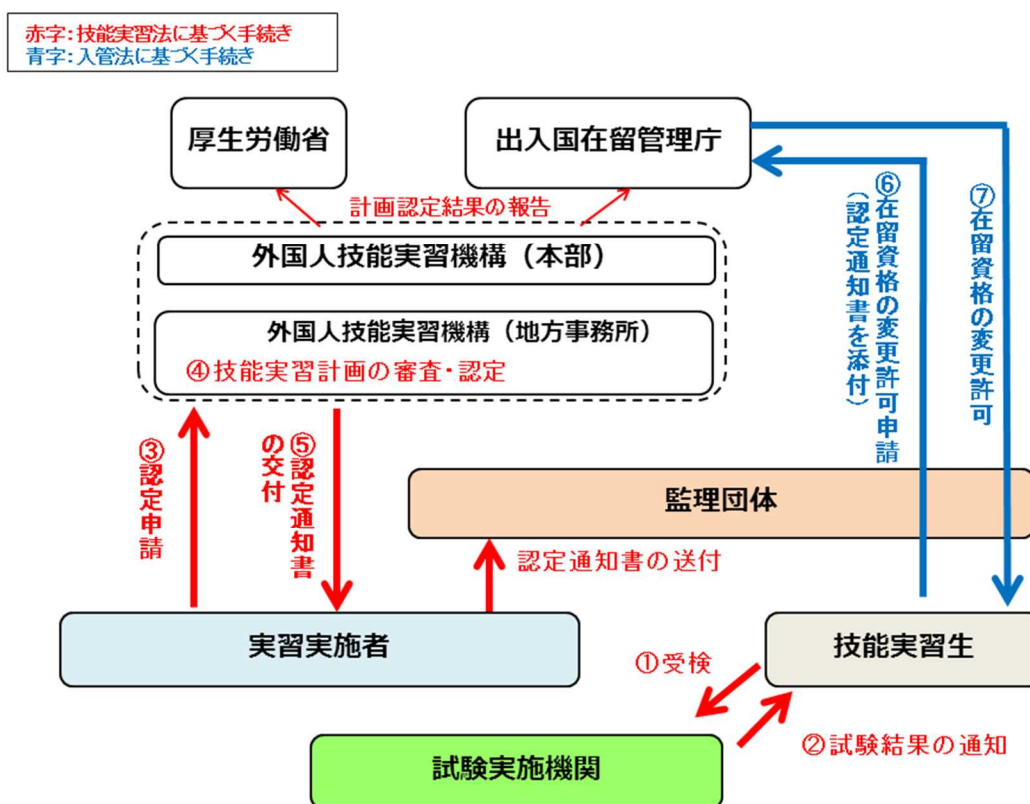 赤字：技能実習法に基づく手続き
青字：入管法に基づく手続き
厚生労働省
出入国在留管理庁
計画認定結果の報告
外国人技能実習機構（本部）
外国人技能実習機構（地方事務所）
④技能実習計画の審査・認定
③認定申請
⑤認定通知書
の交付
⑥在留資格の変更許可申請
（認定通知書を添付）
⑦在留資格の変更許可
監理団体
認定通知書の送付
実習実施者
技能実習生
①受検
②試験結果の通知
試験実施機関